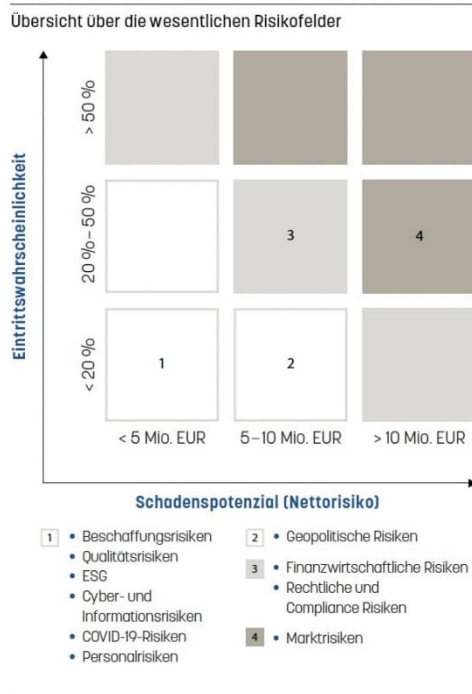 Übersicht über die wesentlichen Risikofelder
Eintrittswahrscheinlichkeit
> 50 %
20 %– 50 %
3
4
< 20 %
1
2
< 5 Mio. EUR
5–10 Mio. EUR
> 10 Mio. EUR
Schadenspotenzial (Nettorisiko)
1
• Beschaffungsrisiken
• Qualitätsrisiken
• ESG
• Cyber- und
Informationsrisiken
• COVID-19-Risiken
• Personalrisiken
2
• Geopolitische Risiken
3
• Finanzwirtschaftliche Risiken
• Rechtliche und
Compliance Risiken
4
• Marktrisiken